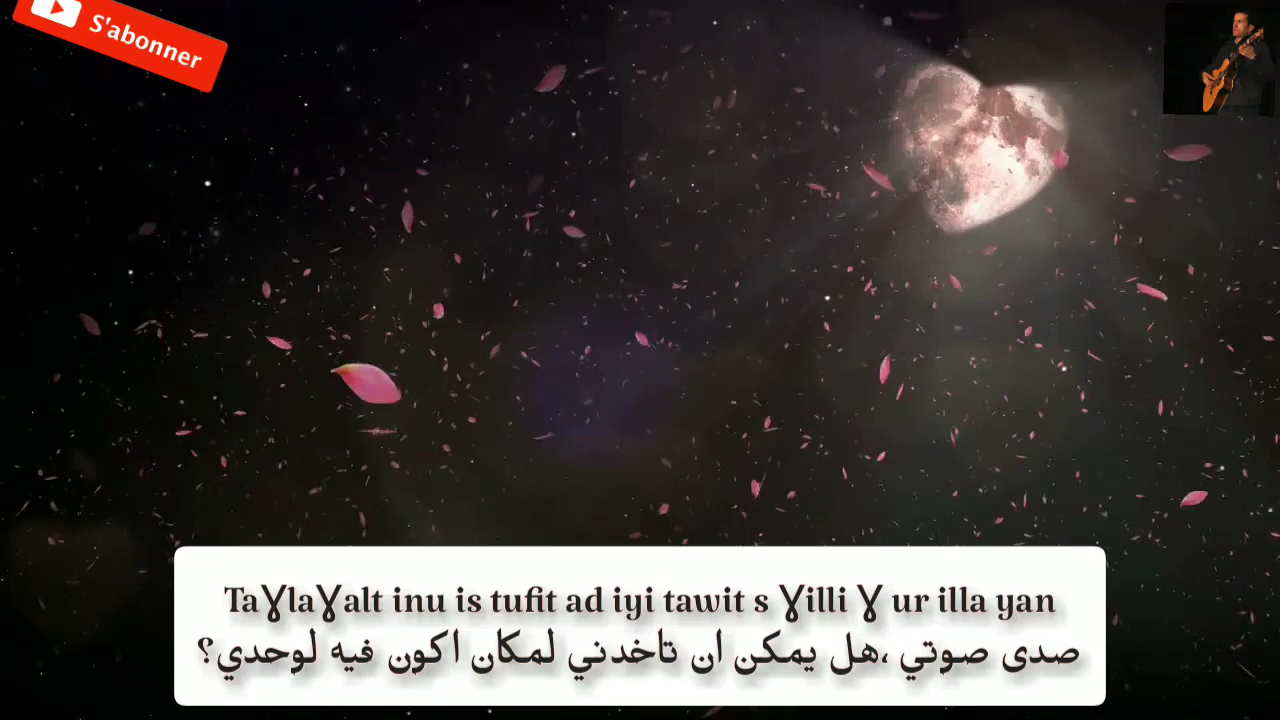 S'abonner
TaƔlaƔalt inu is tufit ad iyi tawit s Ɣilli Ɣ ur illa yan
صدى صوتي ،هل يمكن ان تاخدني لمكان اكون فيه لوحدي؟